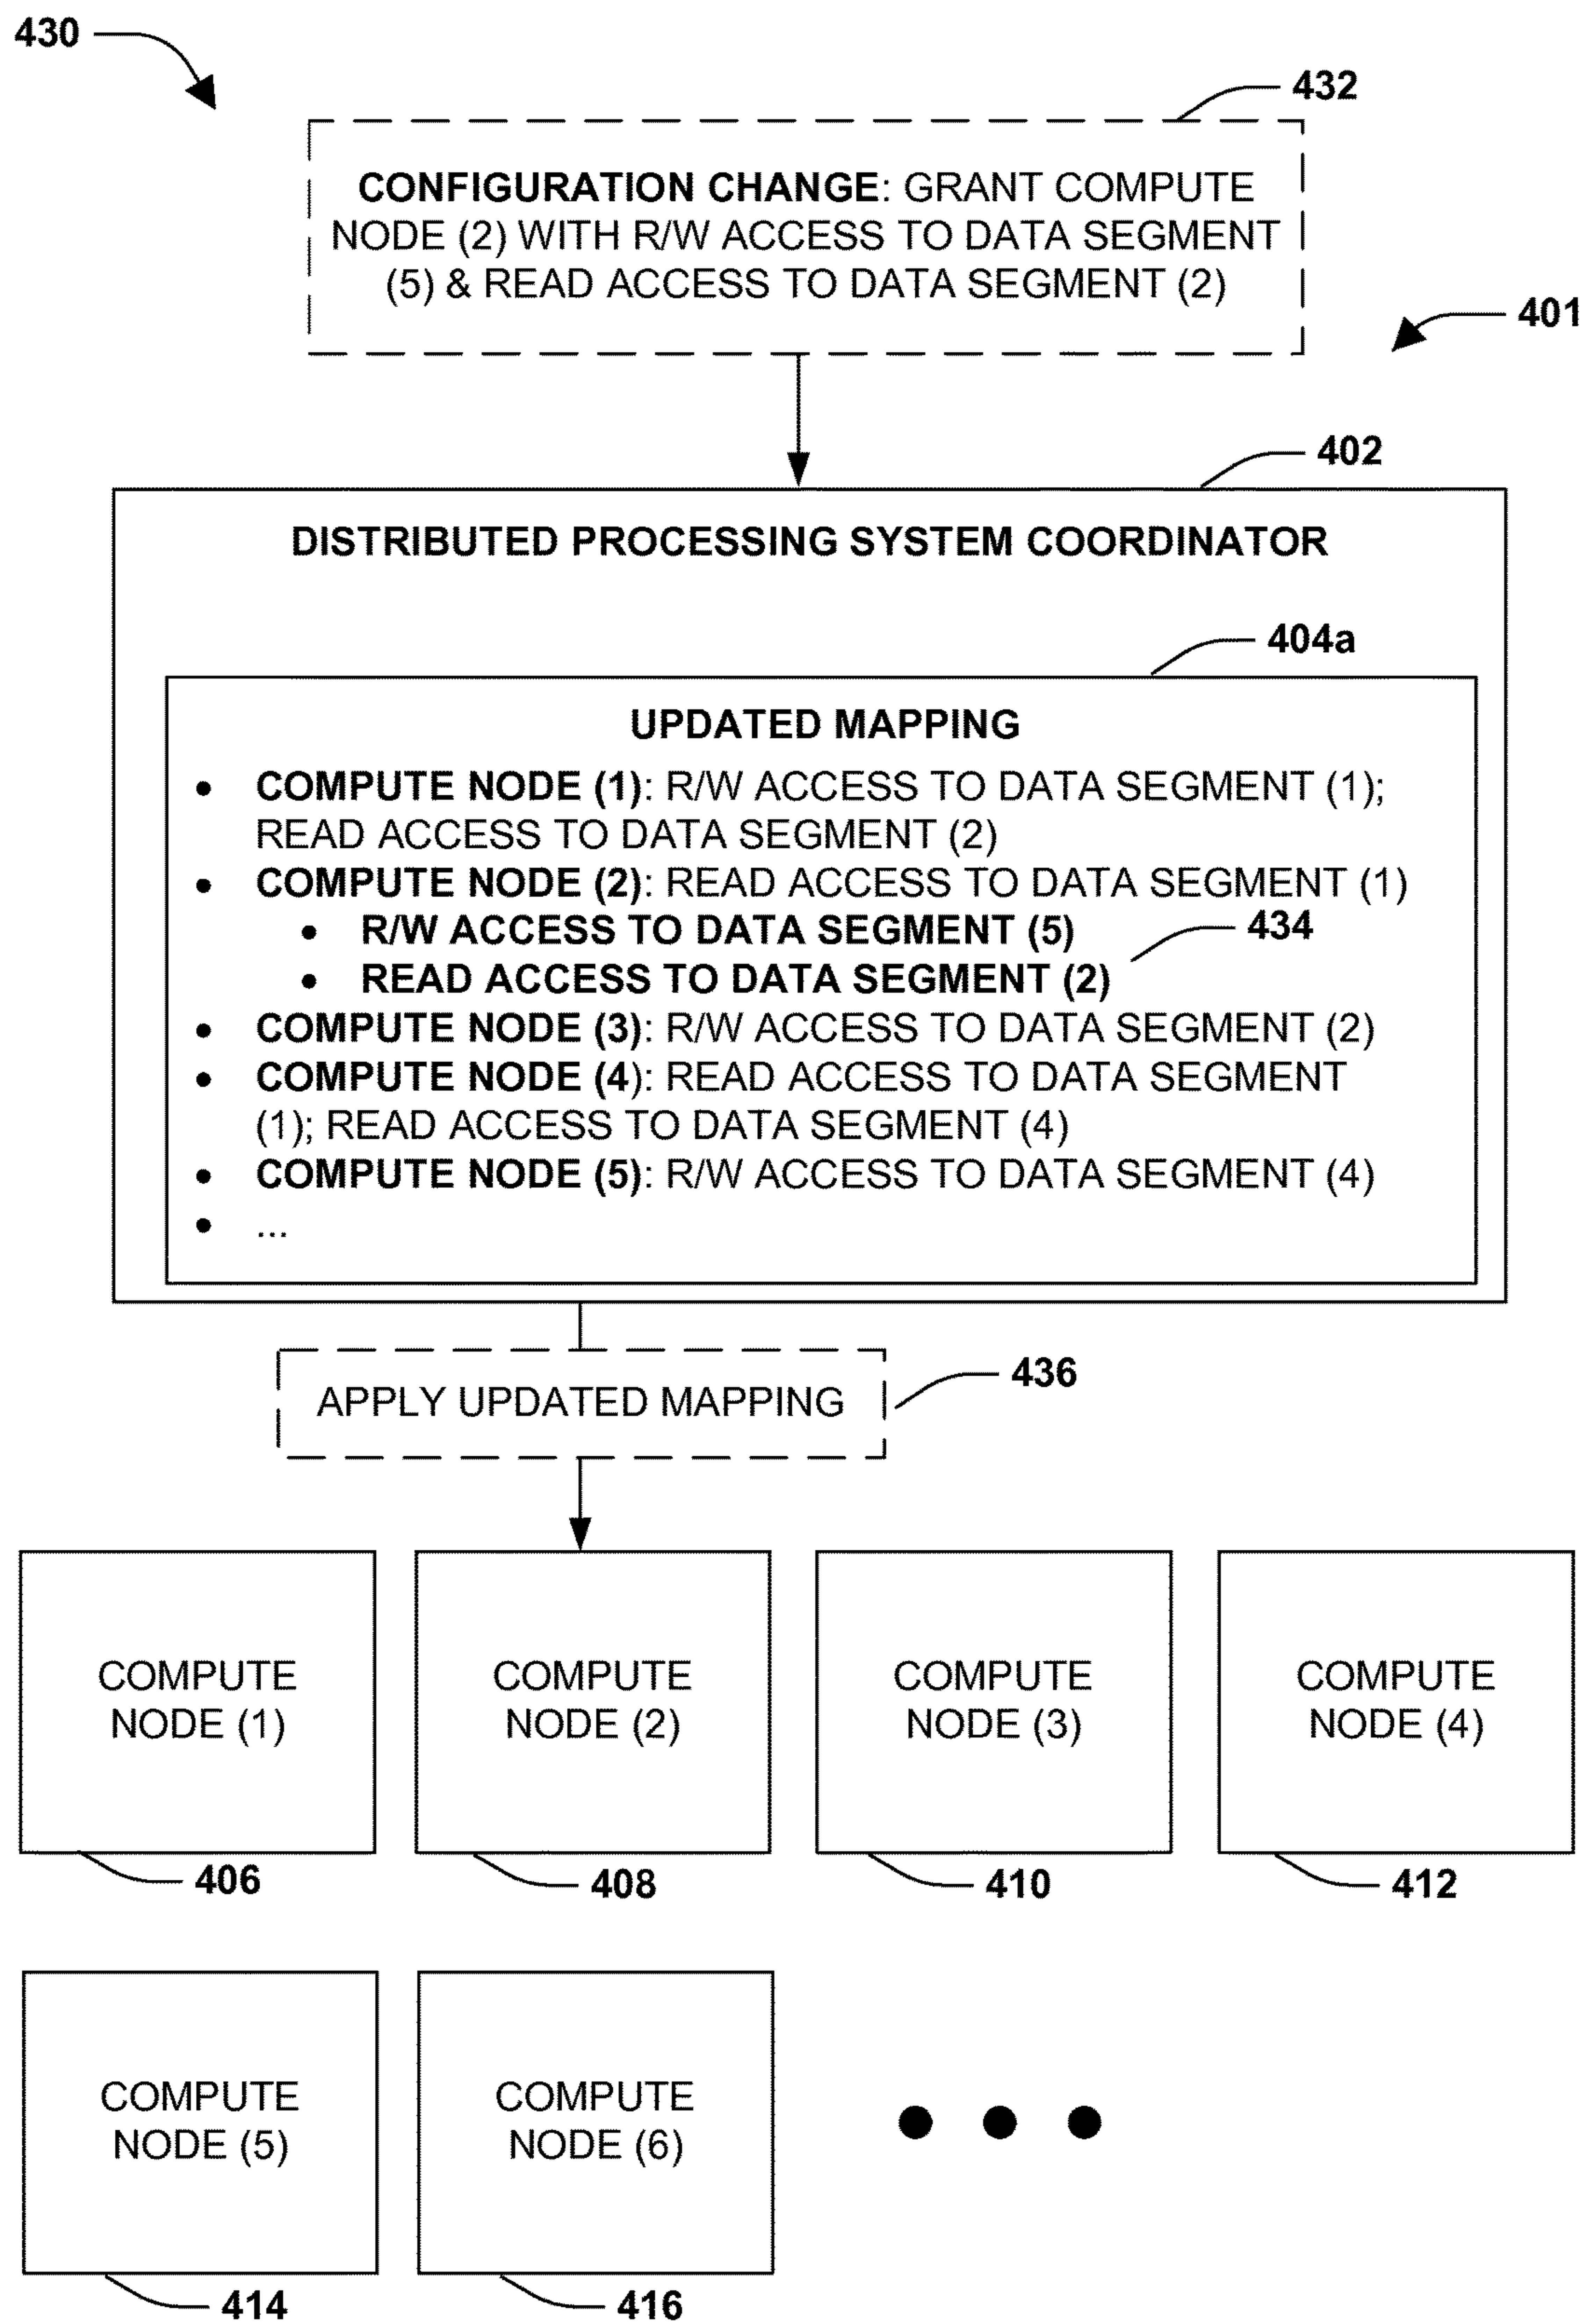 430
432
CONFIGURATION CHANGE: GRANT COMPUTE
NODE (2) WITH R/W ACCESS TO DATA SEGMENT
(5) & READ ACCESS TO DATA SEGMENT (2)
401
402
DISTRIBUTED PROCESSING SYSTEM COORDINATOR
404a
UPDATED MAPPING
• COMPUTE NODE (1): R/W ACCESS TO DATA SEGMENT (1);
READ ACCESS TO DATA SEGMENT (2)
• COMPUTE NODE (2): READ ACCESS TO DATA SEGMENT (1)
• R/W ACCESS TO DATA SEGMENT (5)
434
• READ ACCESS TO DATA SEGMENT (2)
• COMPUTE NODE (3): R/W ACCESS TO DATA SEGMENT (2)
• COMPUTE NODE (4): READ ACCESS TO DATA SEGMENT
(1); READ ACCESS TO DATA SEGMENT (4)
• COMPUTE NODE (5): R/W ACCESS TO DATA SEGMENT (4)
• ...
APPLY UPDATED MAPPING
436
COMPUTE
NODE (1)
COMPUTE
NODE (2)
COMPUTE
NODE (3)
COMPUTE
NODE (4)
406
408
410
412
COMPUTE
NODE (5)
COMPUTE
NODE (6)
414
416